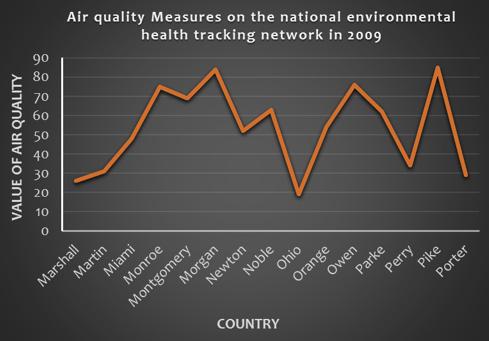 Air quality Measures on the national environmental
health tracking network in 2009
VALUE OF AIR QUALITY
90
80
70
60
50
40
30
20
10
0
Marshall
Martin
Miami
Monroe
Montgomery
Morgan
Newton
Noble
Ohio
Orange
Owen
Parke
Perry
Pike
Porter
COUNTRY